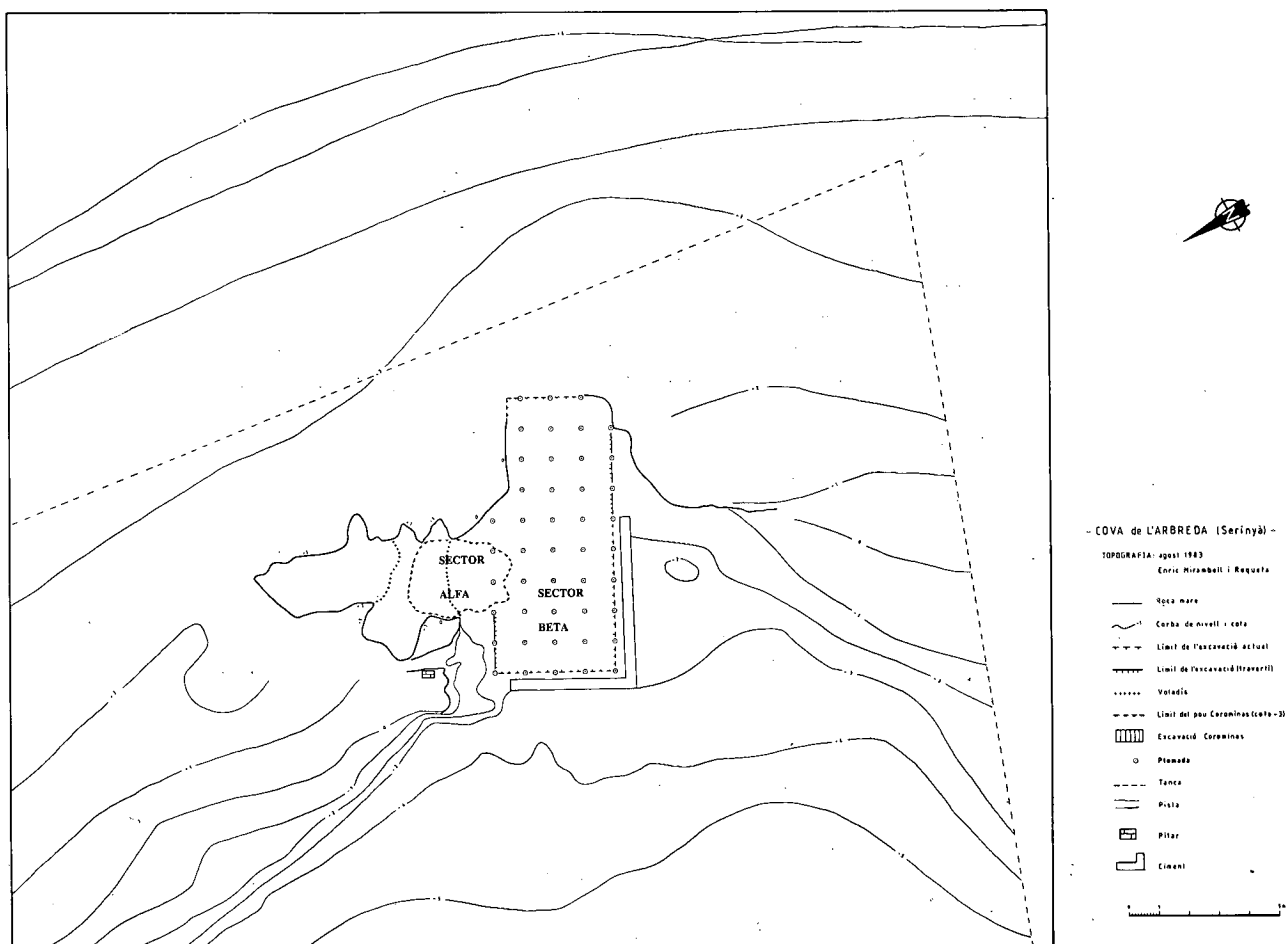 SECTOR
ALFA
SECTOR
BETA
- COVA de L'ARBREDA (Serinyà) -
TOPOGRAFIA: agost 1983
Enric Mirambell i Requeta
Roca mare
Corba de nivell i cota
Límit de l'excavació actual
Límit de l'excavació (travertí)
Voladís
Límit del pou Corominas (cota -3)
Excavació Corominas
Plomada
Tanca
Pista
Pilar
Ciment